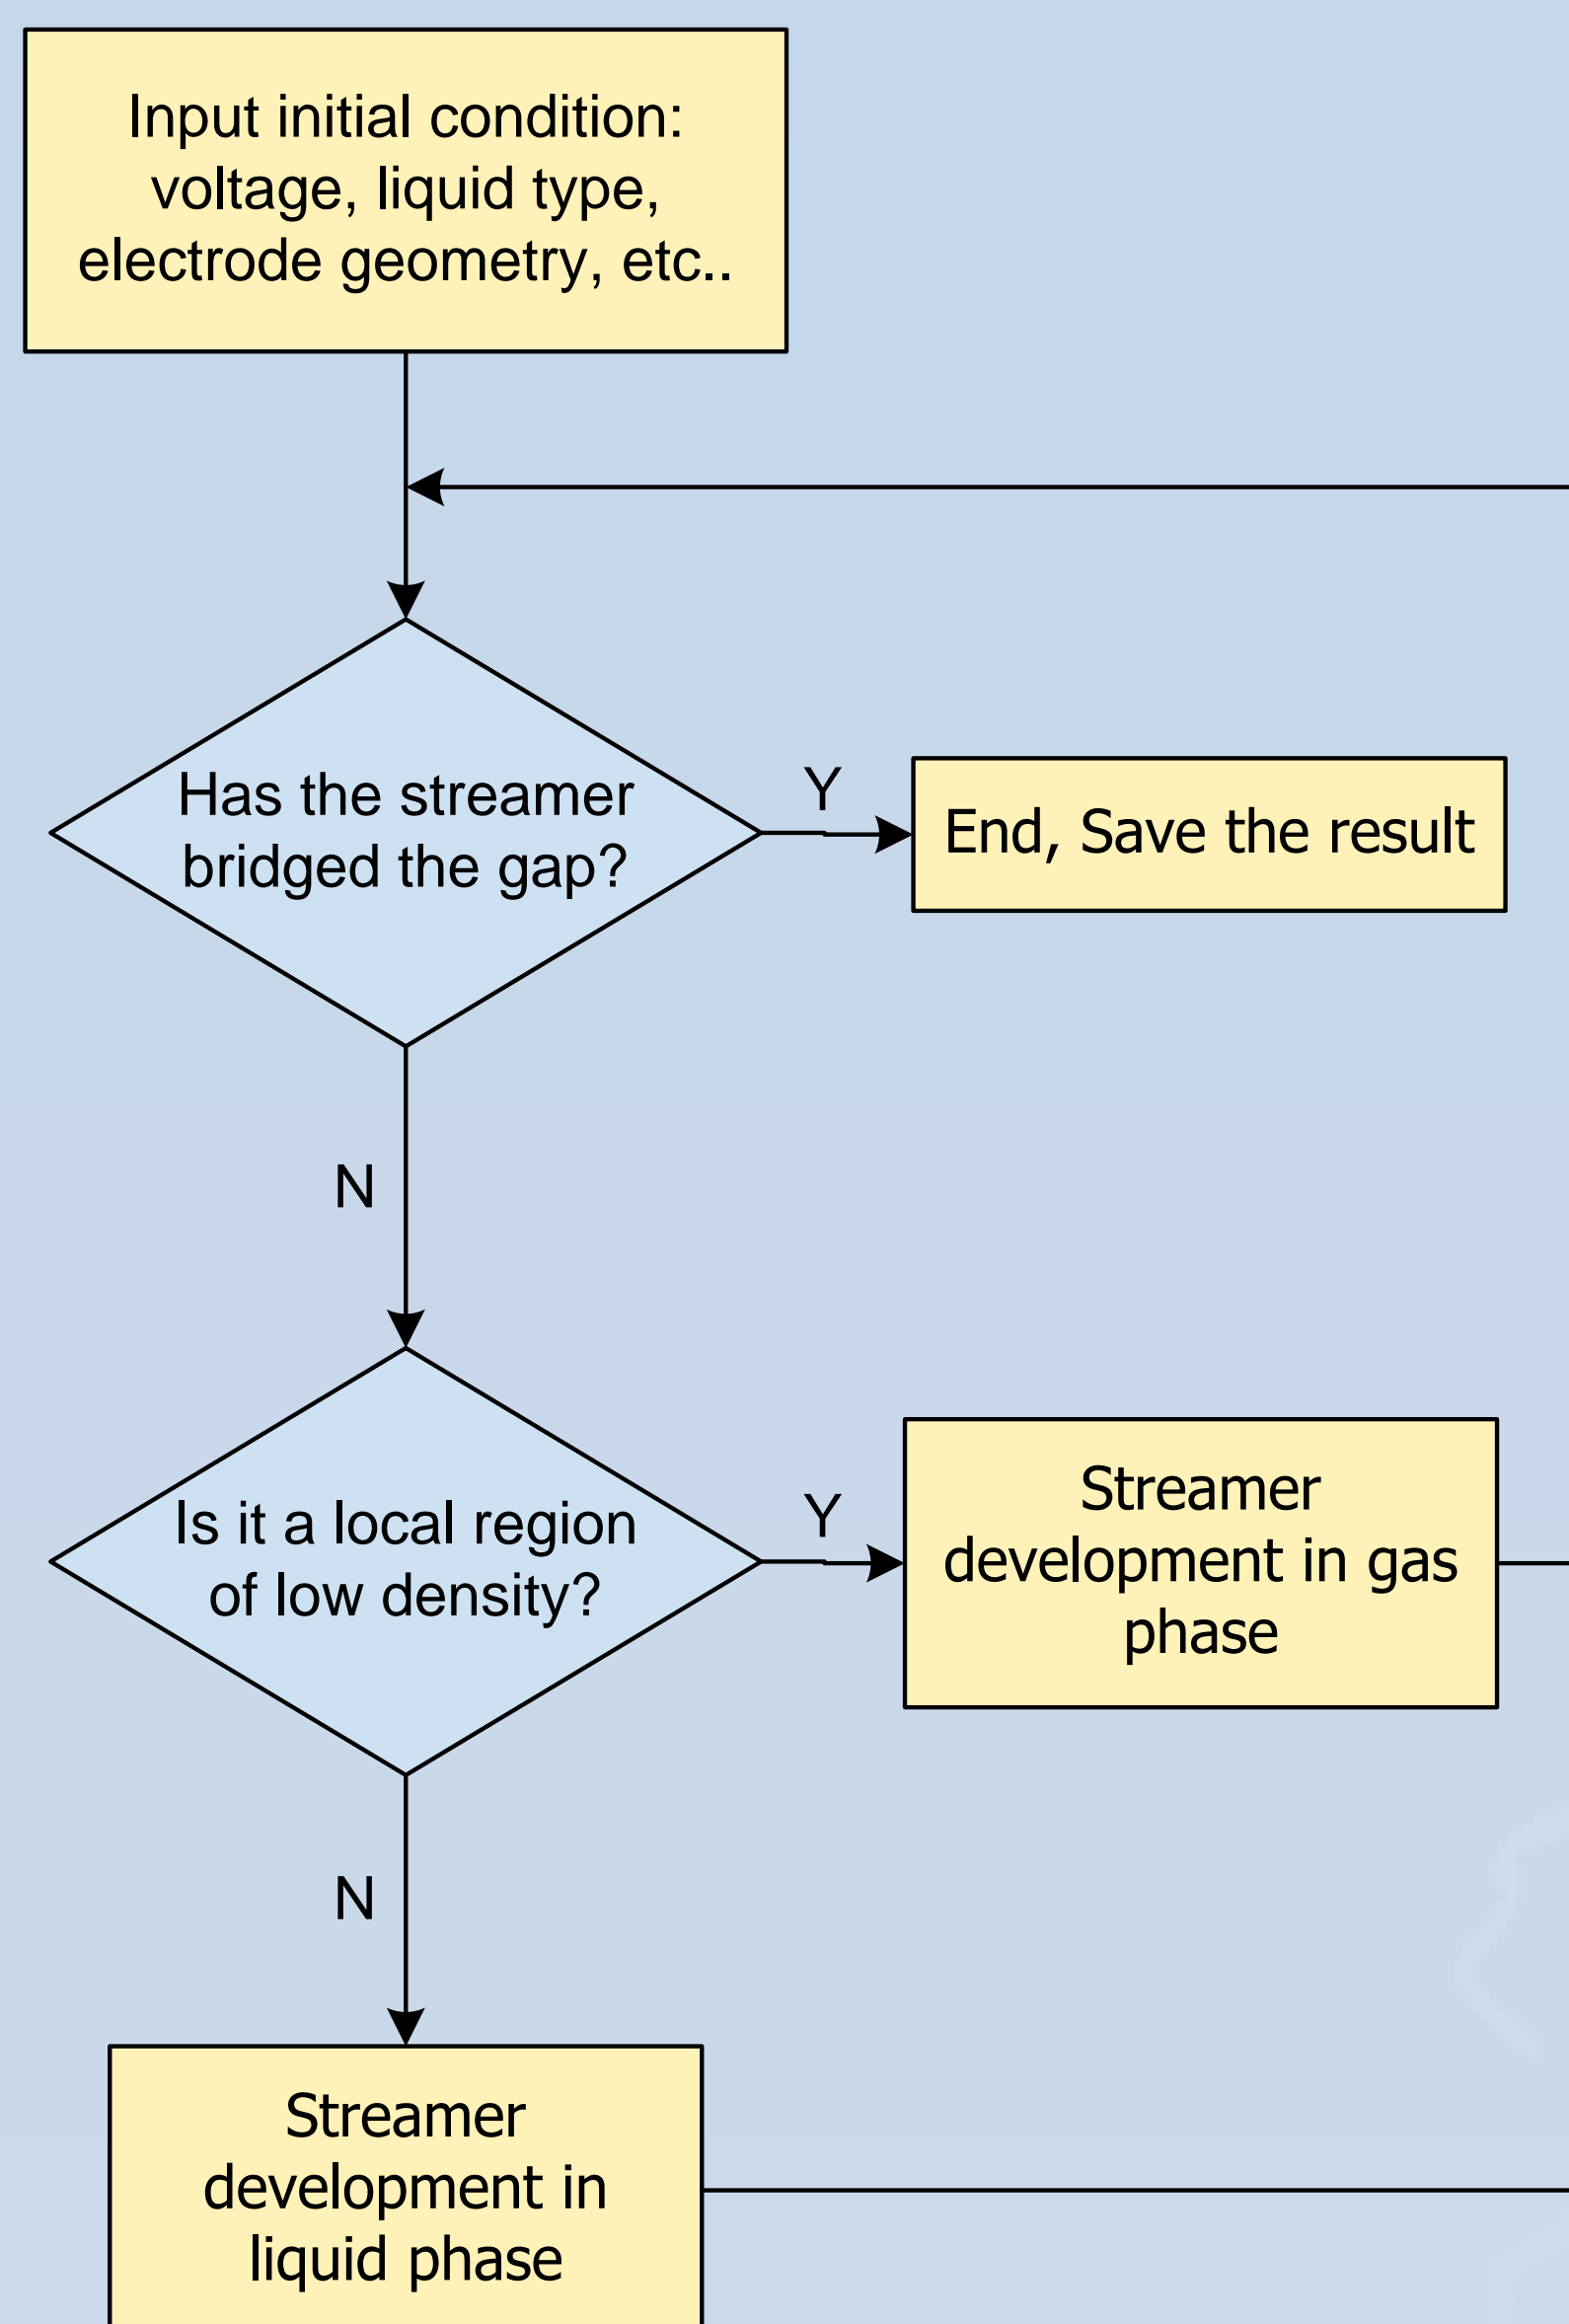 Input initial condition:
voltage, liquid type,
electrode geometry, etc..
Has the streamer
bridged the gap?
Y
End, Save the result
N
Is it a local region
of low density?
Y
Streamer
development in gas
phase
N
Streamer
development in
liquid phase